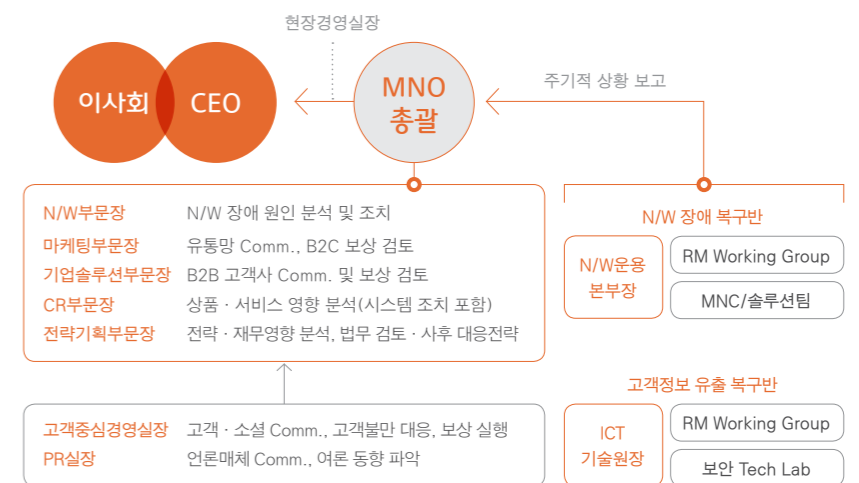 현장경영실장
이사회
CEO
MNO
총괄
주기적 상황 보고
N/W부문장 N/W 장애 원인 분석 및 조치
마케팅부문장 유통망 Comm., B2C 보상 검토
기업솔루션부문장 B2B 고객사 Comm. 및 보상 검토
CR부문장 상품 · 서비스 영향 분석(시스템 조치 포함)
전략기획부문장 전략 · 재무영향 분석, 법무 검토 · 사후 대응전략
고객중심경영실장 고객 · 소셜 Comm., 고객불만 대응, 보상 실행
PR실장 언론매체 Comm., 여론 동향 파악
N/W 장애 복구반
N/W운용
본부장
RM Working Group
MNC/솔루션팀
고객정보 유출 복구반
ICT
기술원장
RM Working Group
보안 Tech Lab